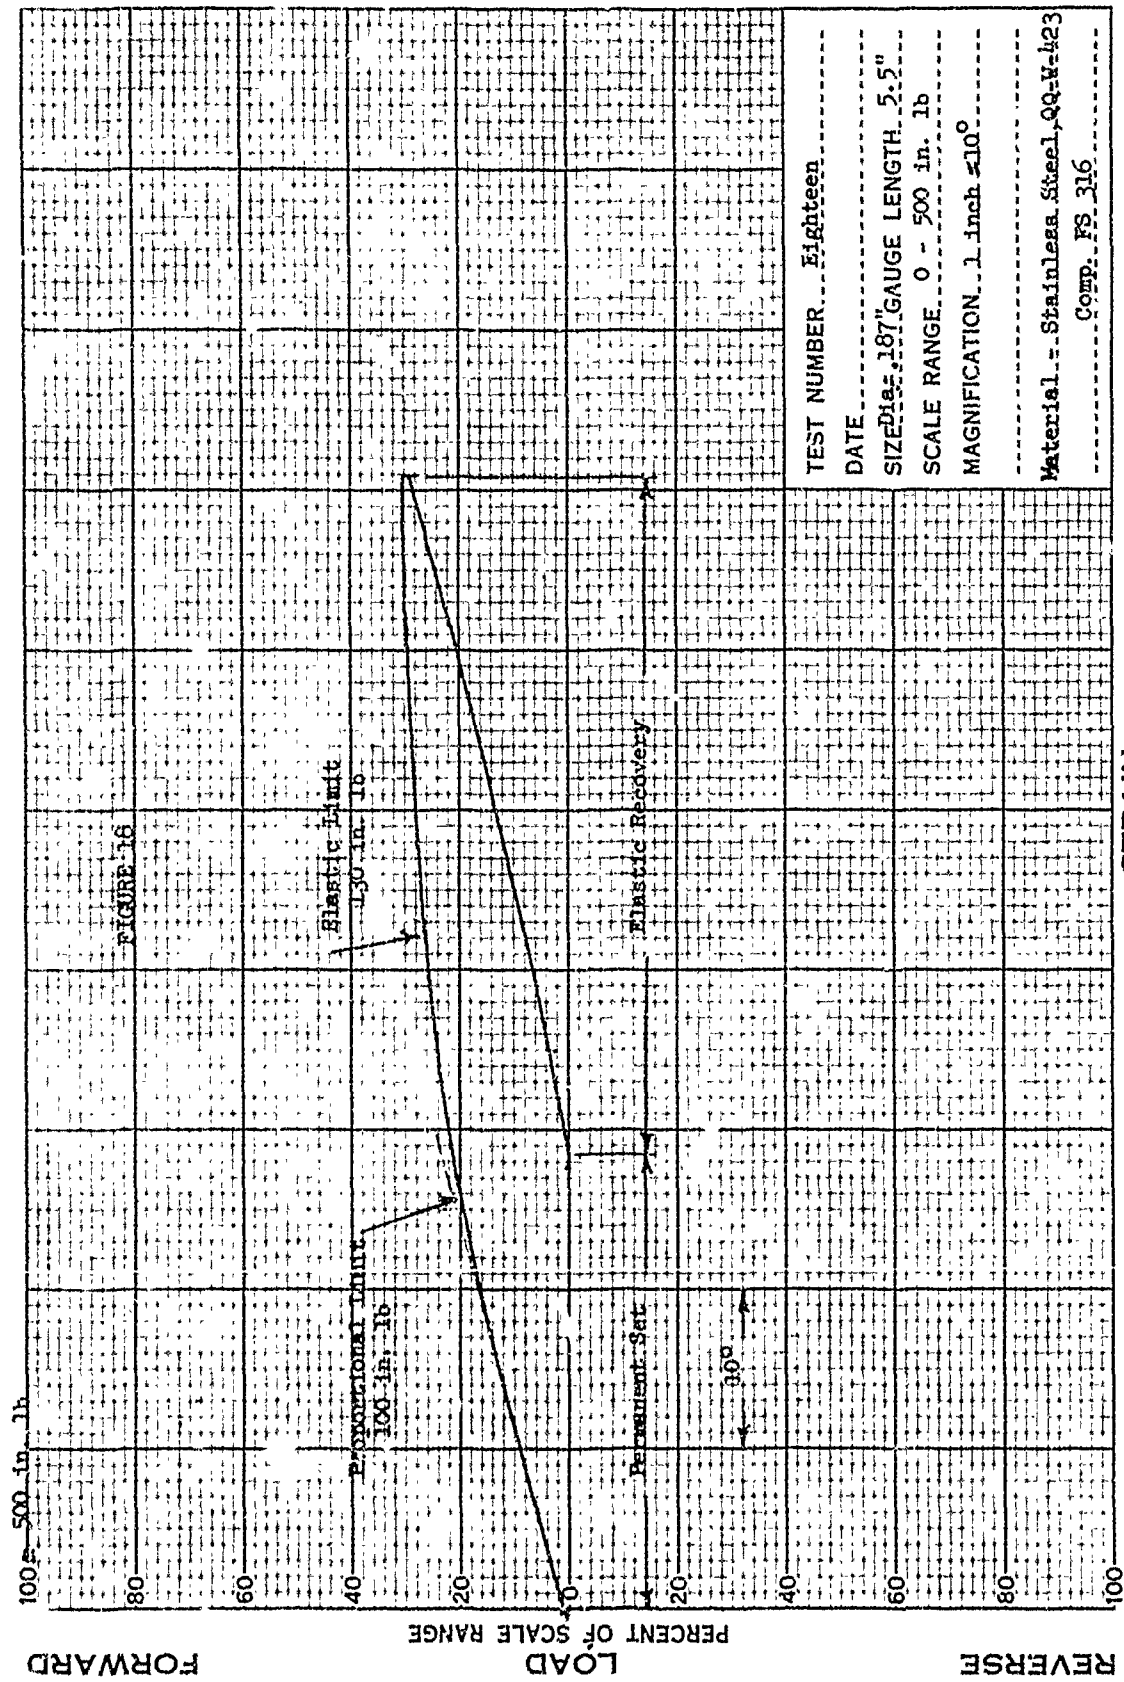 FORWARD
LOAD
REVERSE
PERCENT OF SCALE RANGE
100 = 500 in. lb
80
60
40
20
0
20
40
60
80
100
FIGURE 18
Elastic Limit
130 in. lb
Proportional Limit
100 in. lb
Permanent Set
Elastic Recovery
10°
TEST NUMBER Eighteen
DATE
SIZE Dia= .187" GAUGE LENGTH 5.5"
SCALE RANGE 0 - 500 in. lb
MAGNIFICATION 1 inch =10°
Material - Stainless Steel, QQ-W-423
Comp. FS 316